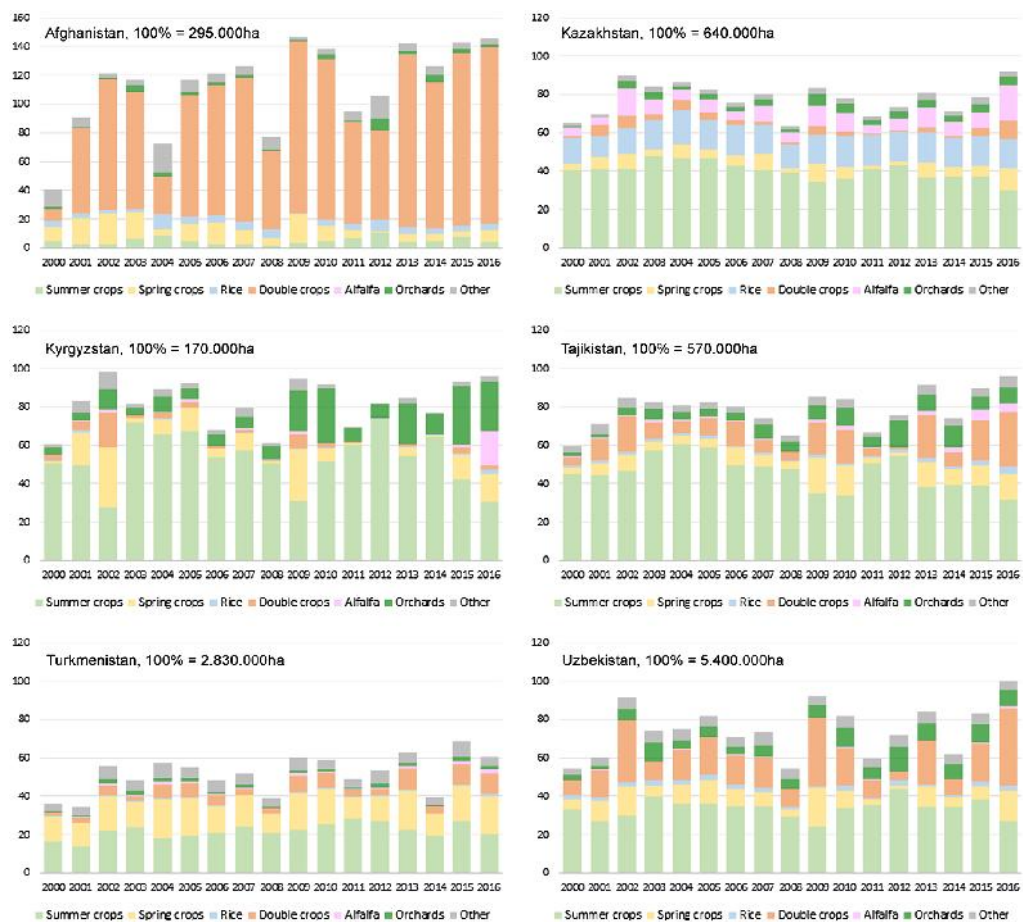 Afghanistan, 100% = 295.000ha
160
140
120
100
80
60
40
20
0
2000 2001 2002 2003 2004 2005 2006 2007 2008 2009 2010 2011 2012 2013 2014 2015 2016
Summer crops Spring crops Rice Double crops Alfalfa Orchards Other
Kazakhstan, 100% = 640.000ha
120
100
80
60
40
20
0
2000 2001 2002 2003 2004 2005 2006 2007 2008 2009 2010 2011 2012 2013 2014 2015 2016
Summer crops Spring crops Rice Double crops Alfalfa Orchards Other
Kyrgyzstan, 100% = 170.000ha
120
100
80
60
40
20
0
2000 2001 2002 2003 2004 2005 2006 2007 2008 2009 2010 2011 2012 2013 2014 2015 2016
Summer crops Spring crops Rice Double crops Alfalfa Orchards Other
Tajikistan, 100% = 570.000ha
120
100
80
60
40
20
0
2000 2001 2002 2003 2004 2005 2006 2007 2008 2009 2010 2011 2012 2013 2014 2015 2016
Summer crops Spring crops Rice Double crops Alfalfa Orchards Other
Turkmenistan, 100% = 2.830.000ha
120
100
80
60
40
20
0
2000 2001 2002 2003 2004 2005 2006 2007 2008 2009 2010 2011 2012 2013 2014 2015 2016
Summer crops Spring crops Rice Double crops Alfalfa Orchards Other
Uzbekistan, 100% = 5.400.000ha
120
100
80
60
40
20
0
2000 2001 2002 2003 2004 2005 2006 2007 2008 2009 2010 2011 2012 2013 2014 2015 2016
Summer crops Spring crops Rice Double crops Alfalfa Orchards Other